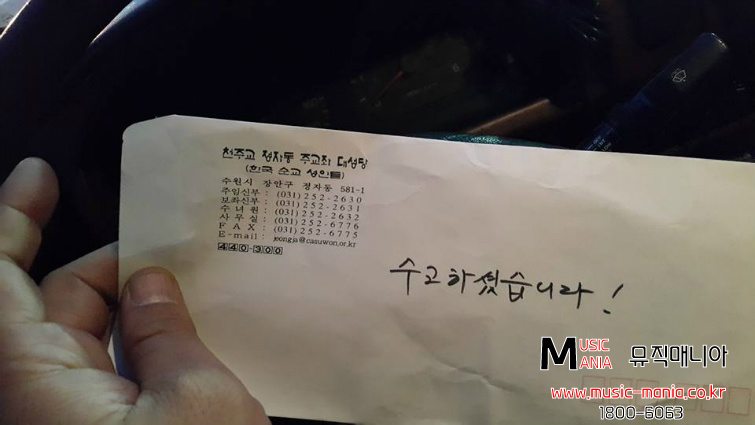 천주교 정자동 주교좌 대성당
(한국 순교 성인들)
수원시 장안구 정자동 581-1
주임신부 : (031) 252-2630
보좌신부 : (031) 252-2631
수녀원 : (031) 252-2632
사무실 : (031) 252-6776
FAX : (031) 252-6775
E-mail : jeongja@casuwon.or.kr
440-300
수고하셨습니다!
MUSIC MANIA 뮤직매니아
www.music-mania.co.kr
1800-6063